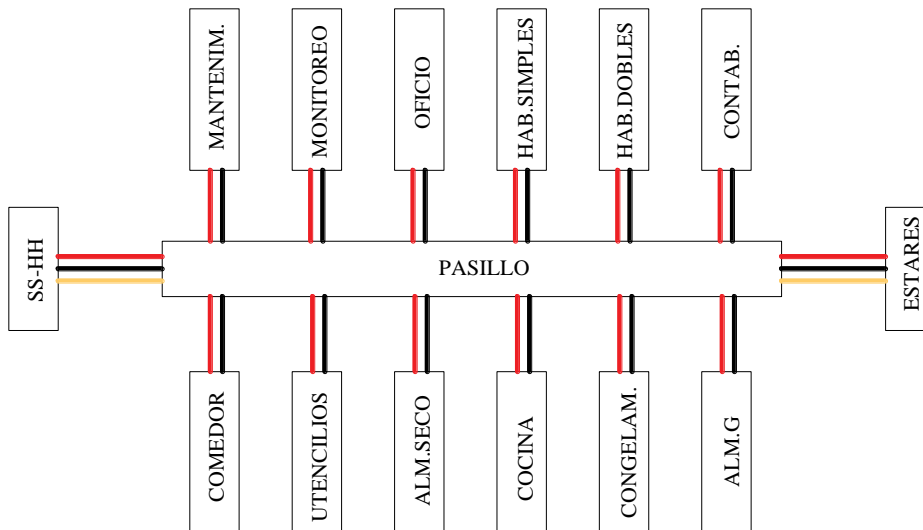 MANTENIM.
MONITOREO
OFICIO
HAB.SIMPLES
HAB.DOBLES
CONTAB.
SS-HH
PASILLO
ESTARES
COMEDOR
UTENCILIOS
ALM.SECO
COCINA
CONGELAM.
ALM.G